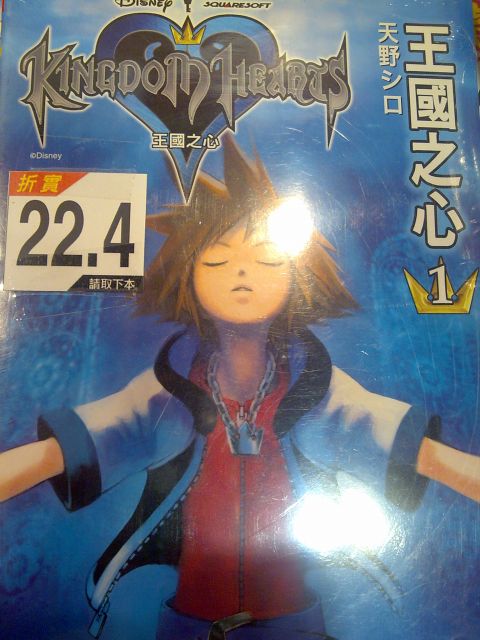 DISNEY SQUARESOFT
KINGDOM HEARTS
王國之心
©Disney
王國之心
天野シロ
1
折實
22.4
請取下本